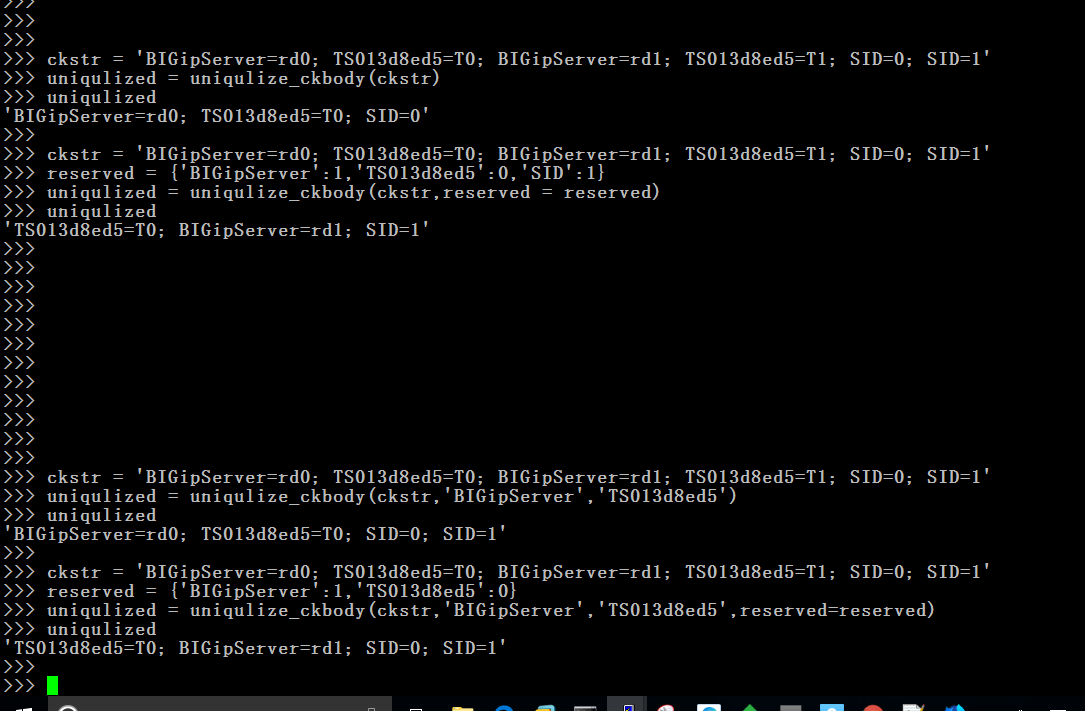 >>>
>>>
>>>
>>> ckstr = 'BIGipServer=rd0; TS013d8ed5=T0; BIGipServer=rd1; TS013d8ed5=T1; SID=0; SID=1'
>>> uniqulized = uniqulize_ckbody(ckstr)
>>> uniqulized
'BIGipServer=rd0; TS013d8ed5=T0; SID=0'
>>>
>>> ckstr = 'BIGipServer=rd0; TS013d8ed5=T0; BIGipServer=rd1; TS013d8ed5=T1; SID=0; SID=1'
>>> reserved = {'BIGipServer':1,'TS013d8ed5':0,'SID':1}
>>> uniqulized = uniqulize_ckbody(ckstr,reserved = reserved)
>>> uniqulized
'TS013d8ed5=T0; BIGipServer=rd1; SID=1'
>>>
>>>
>>>
>>>
>>>
>>>
>>>
>>>
>>>
>>>
>>>
>>>
>>> ckstr = 'BIGipServer=rd0; TS013d8ed5=T0; BIGipServer=rd1; TS013d8ed5=T1; SID=0; SID=1'
>>> uniqulized = uniqulize_ckbody(ckstr,'BIGipServer','TS013d8ed5')
>>> uniqulized
'BIGipServer=rd0; TS013d8ed5=T0; SID=0; SID=1'
>>>
>>> ckstr = 'BIGipServer=rd0; TS013d8ed5=T0; BIGipServer=rd1; TS013d8ed5=T1; SID=0; SID=1'
>>> reserved = {'BIGipServer':1,'TS013d8ed5':0}
>>> uniqulized = uniqulize_ckbody(ckstr,'BIGipServer','TS013d8ed5',reserved=reserved)
>>> uniqulized
'TS013d8ed5=T0; BIGipServer=rd1; SID=0; SID=1'
>>>
>>>